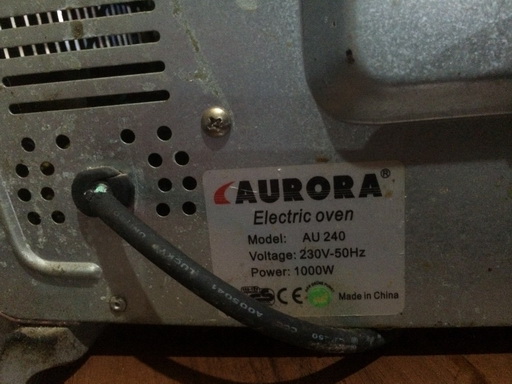 AURORA®
Electric oven
Model: AU 240
Voltage: 230V-50Hz
Power: 1000W
CE
Made in China